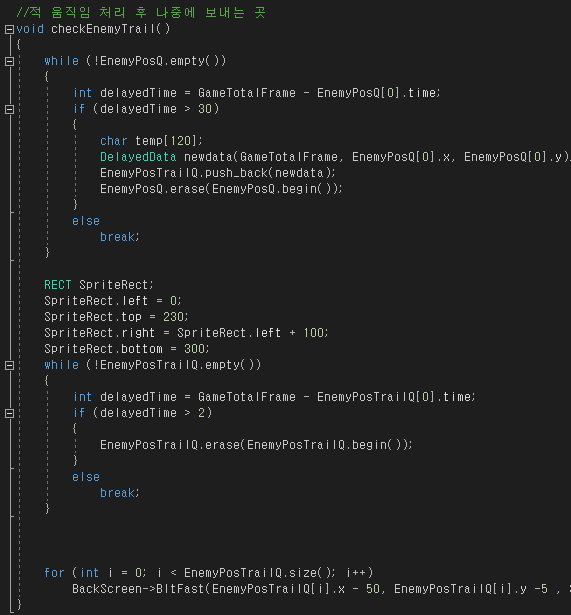 //적 움직임 처리 후 나중에 보내는 곳
void checkEnemyTrail()
{
while (!EnemyPosQ.empty())
{
int delayedTime = GameTotalFrame - EnemyPosQ[0].time;
if (delayedTime > 30)
{
char temp[120];
DelayedData newdata(GameTotalFrame, EnemyPosQ[0].x, EnemyPosQ[0].y)
EnemyPosTrailQ.push_back(newdata);
EnemyPosQ.erase(EnemyPosQ.begin());
}
else
break;
}
RECT SpriteRect;
SpriteRect.left = 0;
SpriteRect.top = 230;
SpriteRect.right = SpriteRect.left + 100;
SpriteRect.bottom = 300;
while (!EnemyPosTrailQ.empty())
{
int delayedTime = GameTotalFrame - EnemyPosTrailQ[0].time;
if (delayedTime > 2)
{
EnemyPosTrailQ.erase(EnemyPosTrailQ.begin());
}
else
break;
}
for (int i = 0; i < EnemyPosTrailQ.size(); i++)
BackScreen->BltFast(EnemyPosTrailQ[i].x - 50, EnemyPosTrailQ[i].y -5 ,
}